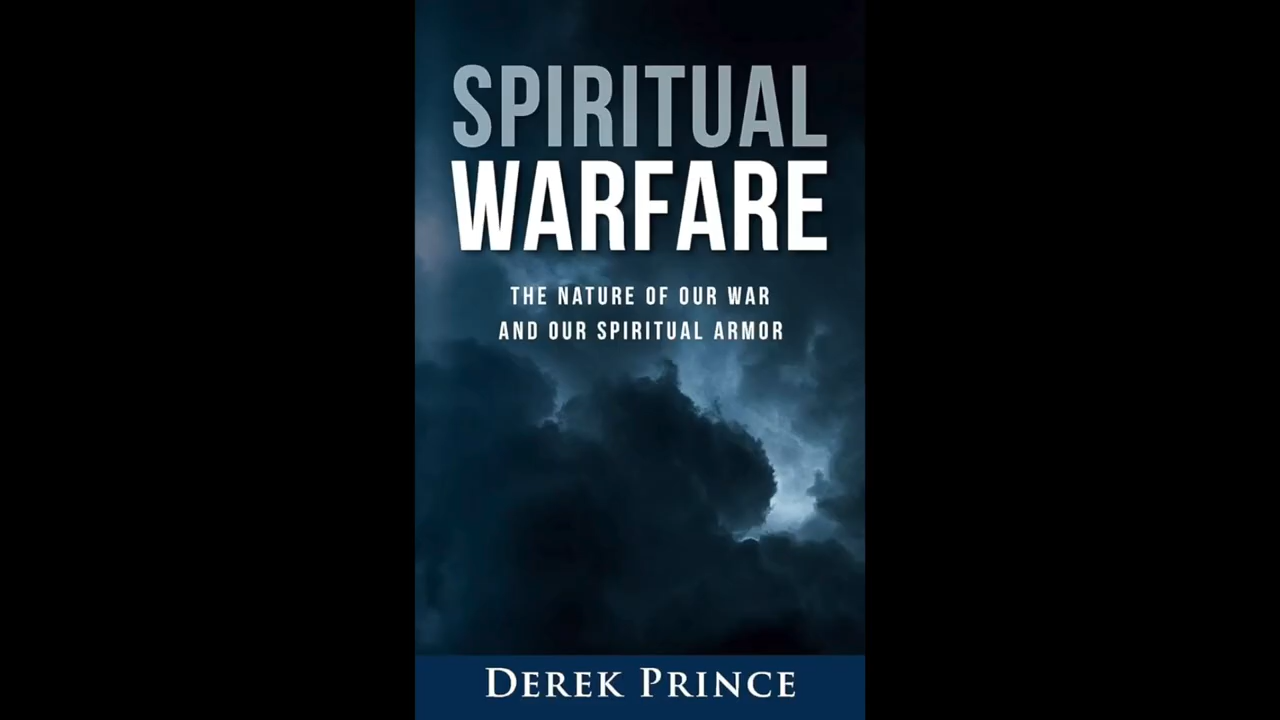 SPIRITUAL
WARFARE
THE NATURE OF OUR WAR
AND OUR SPIRITUAL ARMOR
DEREK PRINCE